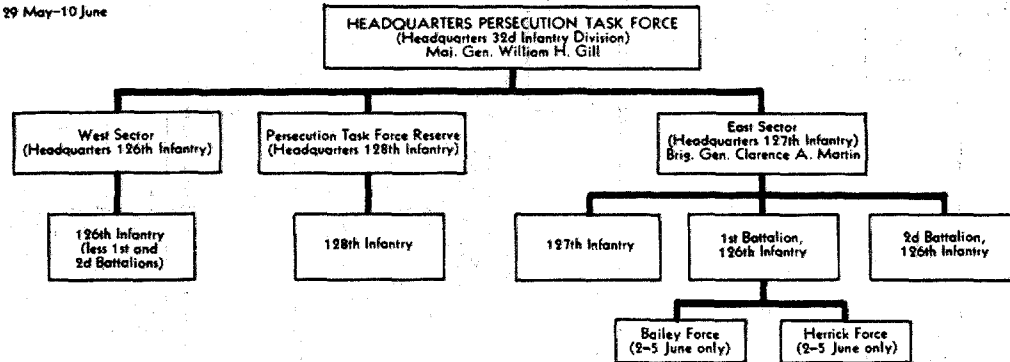 29 May–10 June
HEADQUARTERS PERSECUTION TASK FORCE
(Headquarters 32d Infantry Division)
Maj. Gen. William H. Gill
West Sector
(Headquarters 126th Infantry)
Persecution Task Force Reserve
(Headquarters 128th Infantry)
East Sector
(Headquarters 127th Infantry)
Brig. Gen. Clarence A. Martin
126th Infantry
(less 1st and
2d Battalions)
128th Infantry
127th Infantry
1st Battalion,
126th Infantry
2d Battalion,
126th Infantry
Bailey Force
(2–5 June only)
Herrick Force
(2–5 June only)